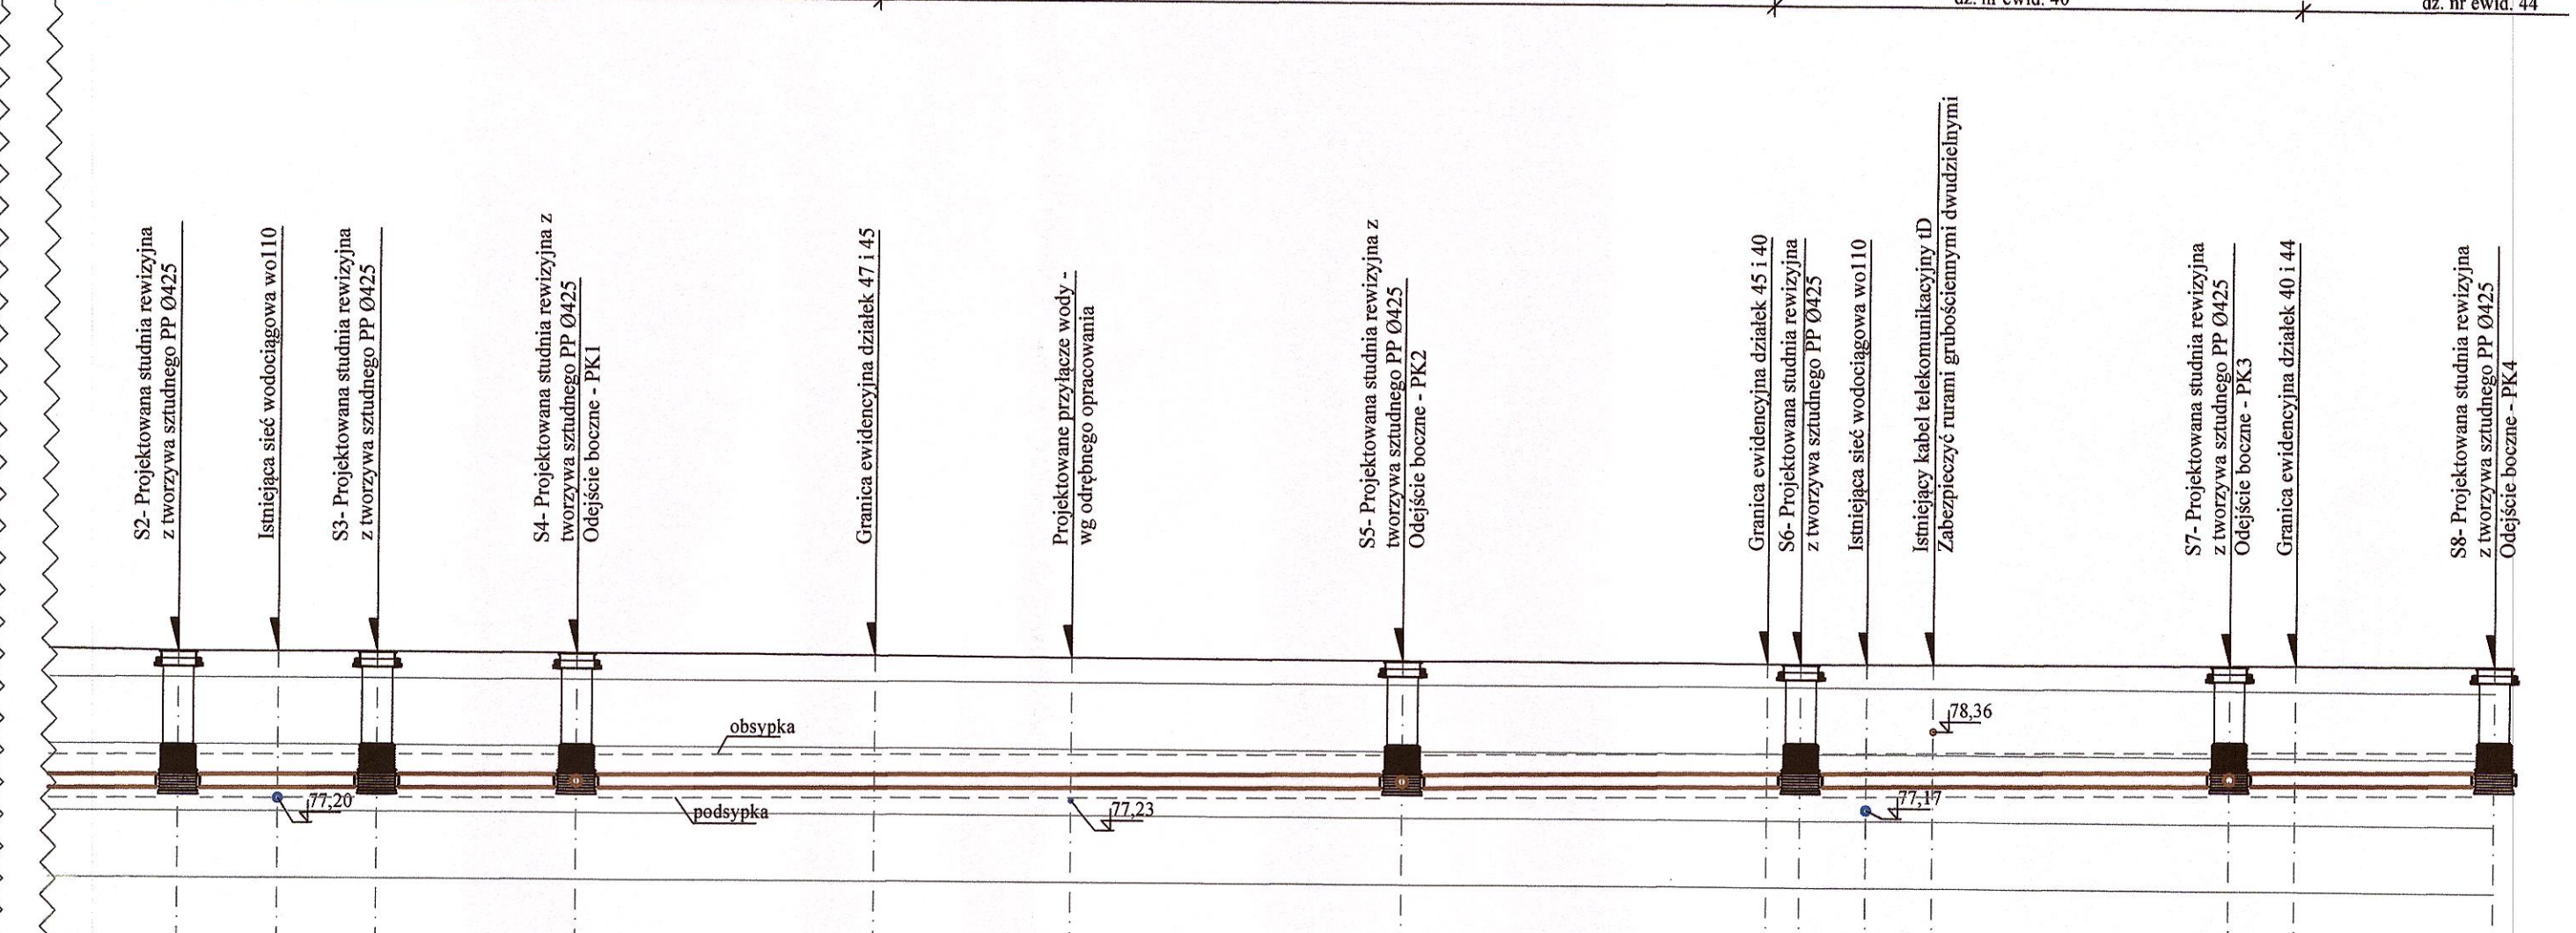 dz. nr ewid. 40
dz. nr ewid. 44
S2- Projektowana studnia rewizyjna
z tworzywa sztudnego PP Ø425
Istniejąca sieć wodociągowa wo110
S3- Projektowana studnia rewizyjna
z tworzywa sztudnego PP Ø425
S4- Projektowana studnia rewizyjna z
tworzywa sztudnego PP Ø425
Odejście boczne - PK1
Granica ewidencyjna działek 47 i 45
Projektowane przyłącze wody -
wg odrębnego opracowania
S5- Projektowana studnia rewizyjna z
tworzywa sztudnego PP Ø425
Odejście boczne - PK2
Granica ewidencyjna działek 45 i 40
S6- Projektowana studnia rewizyjna
z tworzywa sztudnego PP Ø425
Istniejąca sieć wodociągowa wo110
Istniejący kabel telekomunikacyjny tD
Zabezpieczyć rurami grubościennymi dwudzielnymi
S7- Projektowana studnia rewizyjna
z tworzywa sztudnego PP Ø425
Odejście boczne - PK3
Granica ewidencyjna działek 40 i 44
S8- Projektowana studnia rewizyjna
z tworzywa sztudnego PP Ø425
Odejście boczne - PK4
obsypka
78,36
77,20
podsypka
77,23
77,17